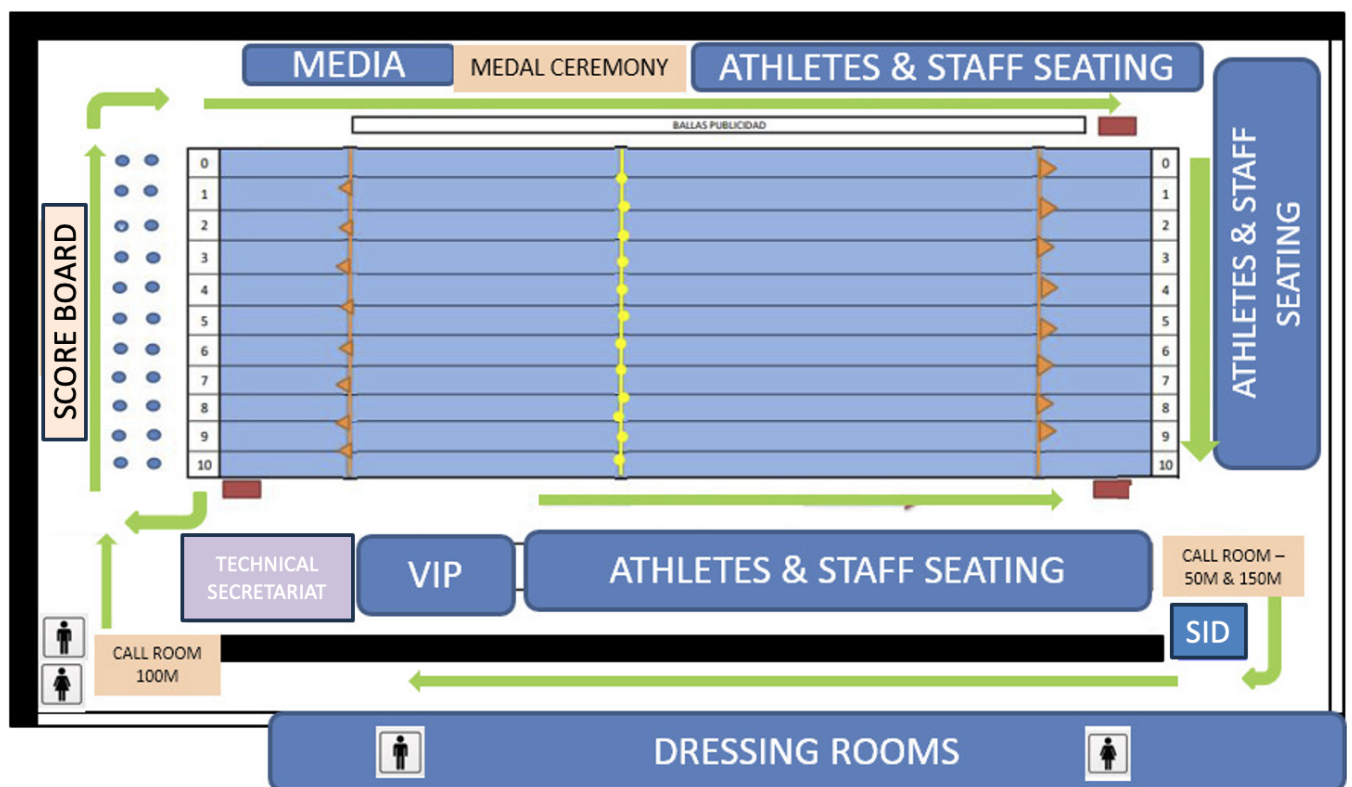 MEDIA
MEDAL CEREMONY
ATHLETES & STAFF SEATING
BALLAS PUBLICIDAD
ATHLETES & STAFF
SEATING
SCORE BOARD
0 0
1 1
2 2
3 3
4 4
5 5
6 6
7 7
8 8
9 9
10 10
TECHNICAL
SECRETARIAT
VIP
ATHLETES & STAFF SEATING
CALL ROOM –
50M & 150M
SID
CALL ROOM
100M
DRESSING ROOMS